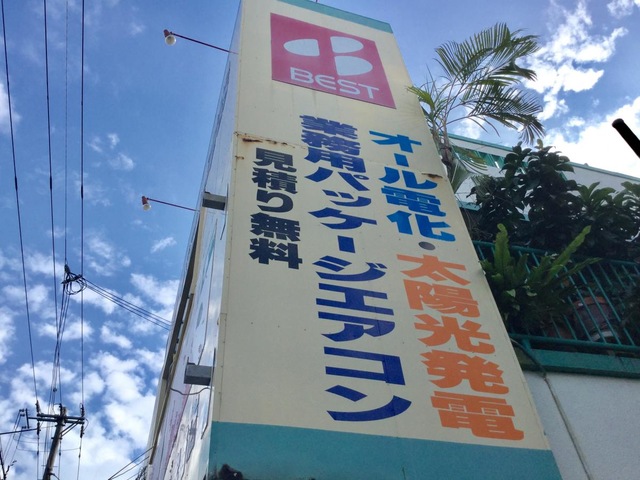 BEST
オール電化・太陽光発電
業務用パッケージエアコン
見積り無料